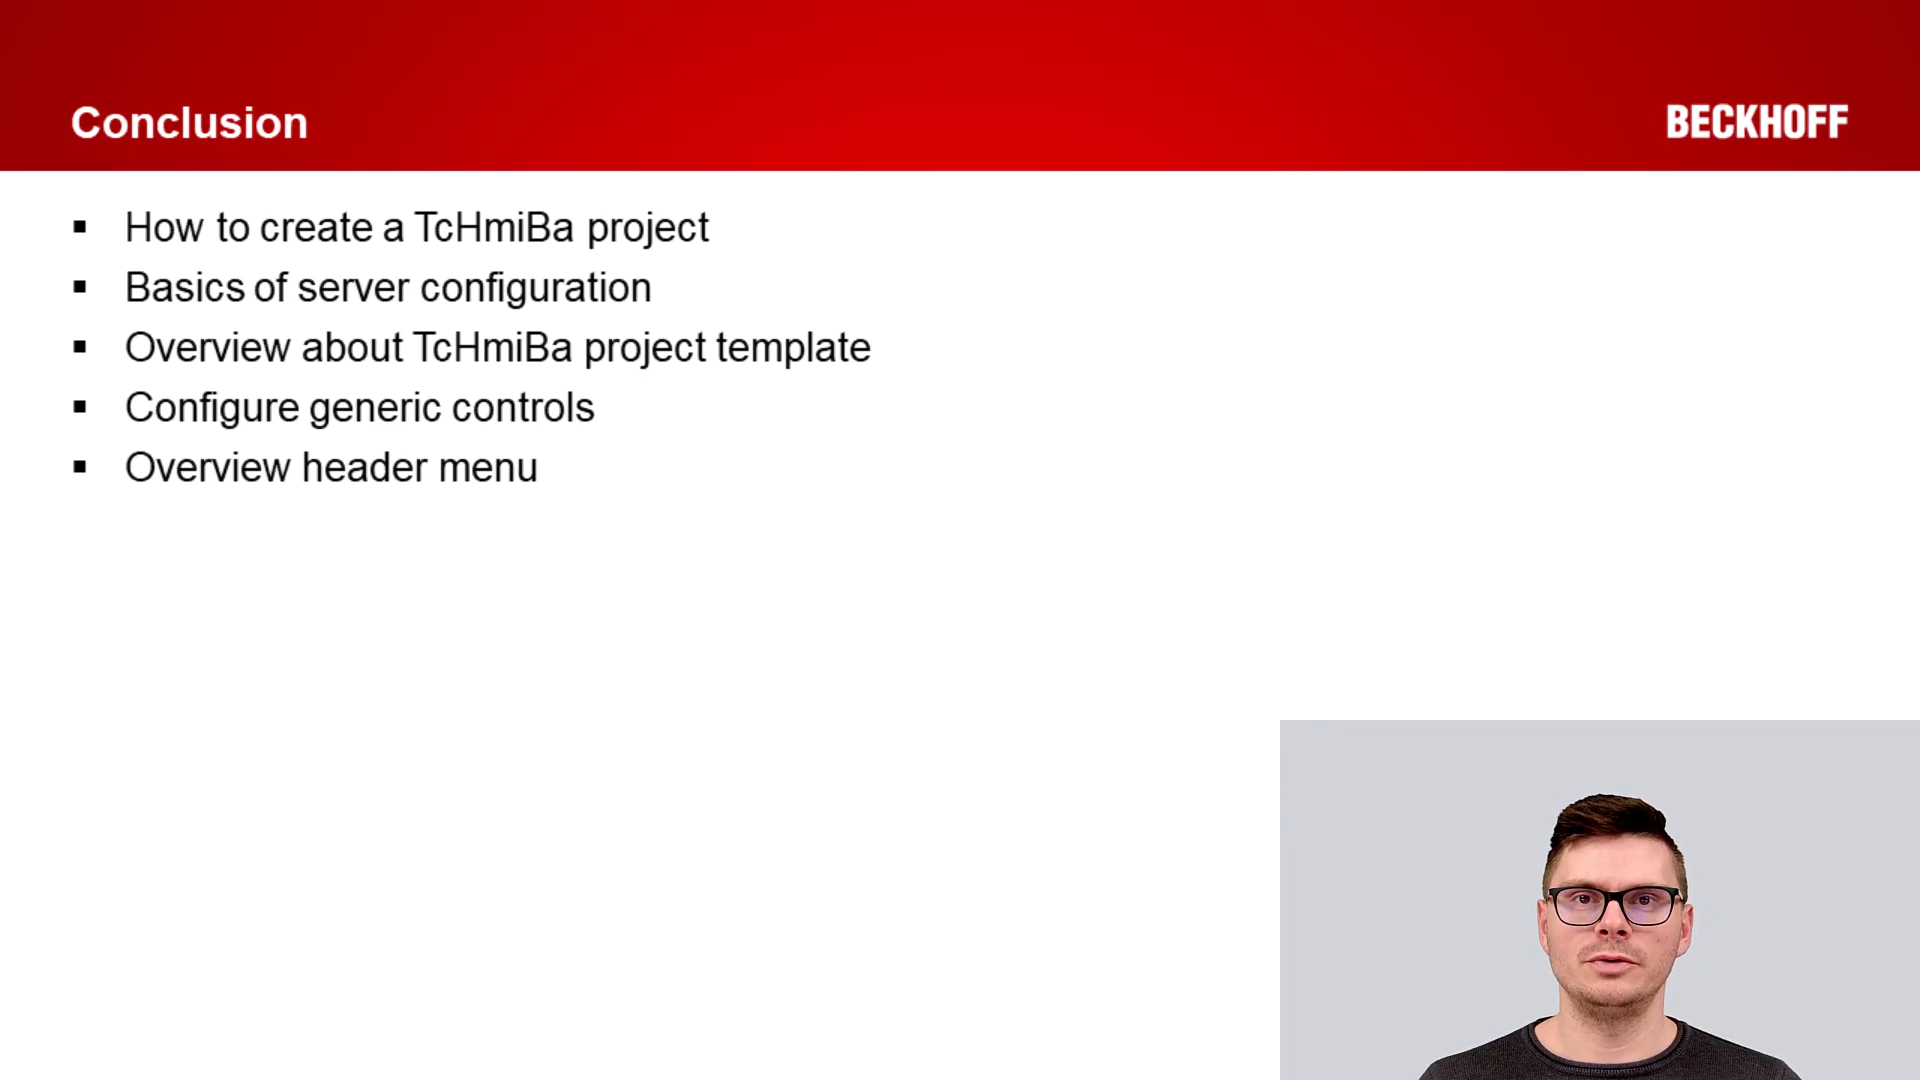 Conclusion
BECKHOFF
▪ How to create a TcHmiBa project
▪ Basics of server configuration
▪ Overview about TcHmiBa project template
▪ Configure generic controls
▪ Overview header menu